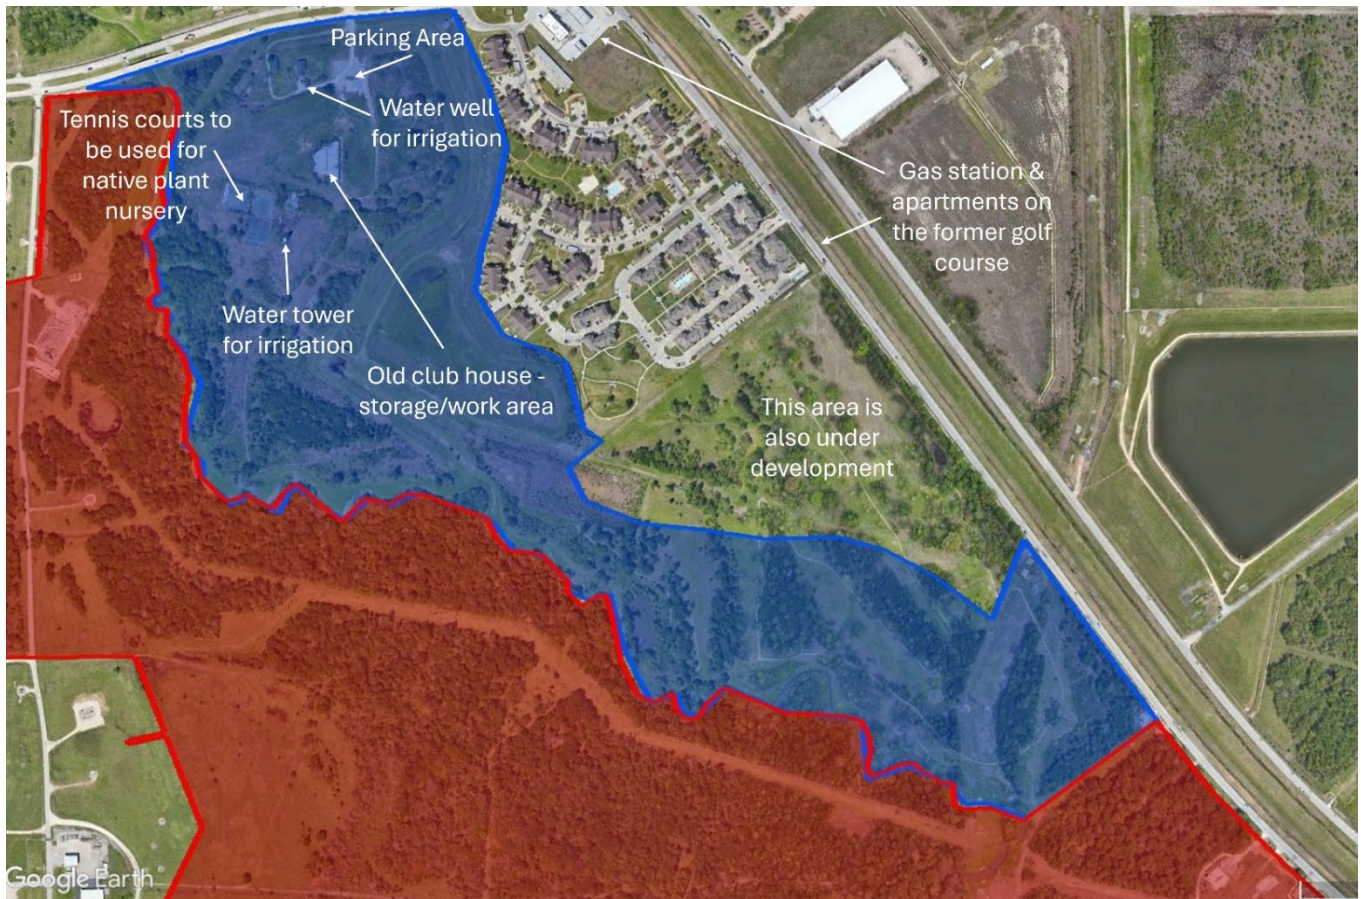 Parking Area
Water well
for irrigation
Tennis courts to
be used for
native plant
nursery
Gas station &
apartments on
the former golf
course
Water tower
for irrigation
Old club house -
storage/work area
This area is
also under
development
Google Earth